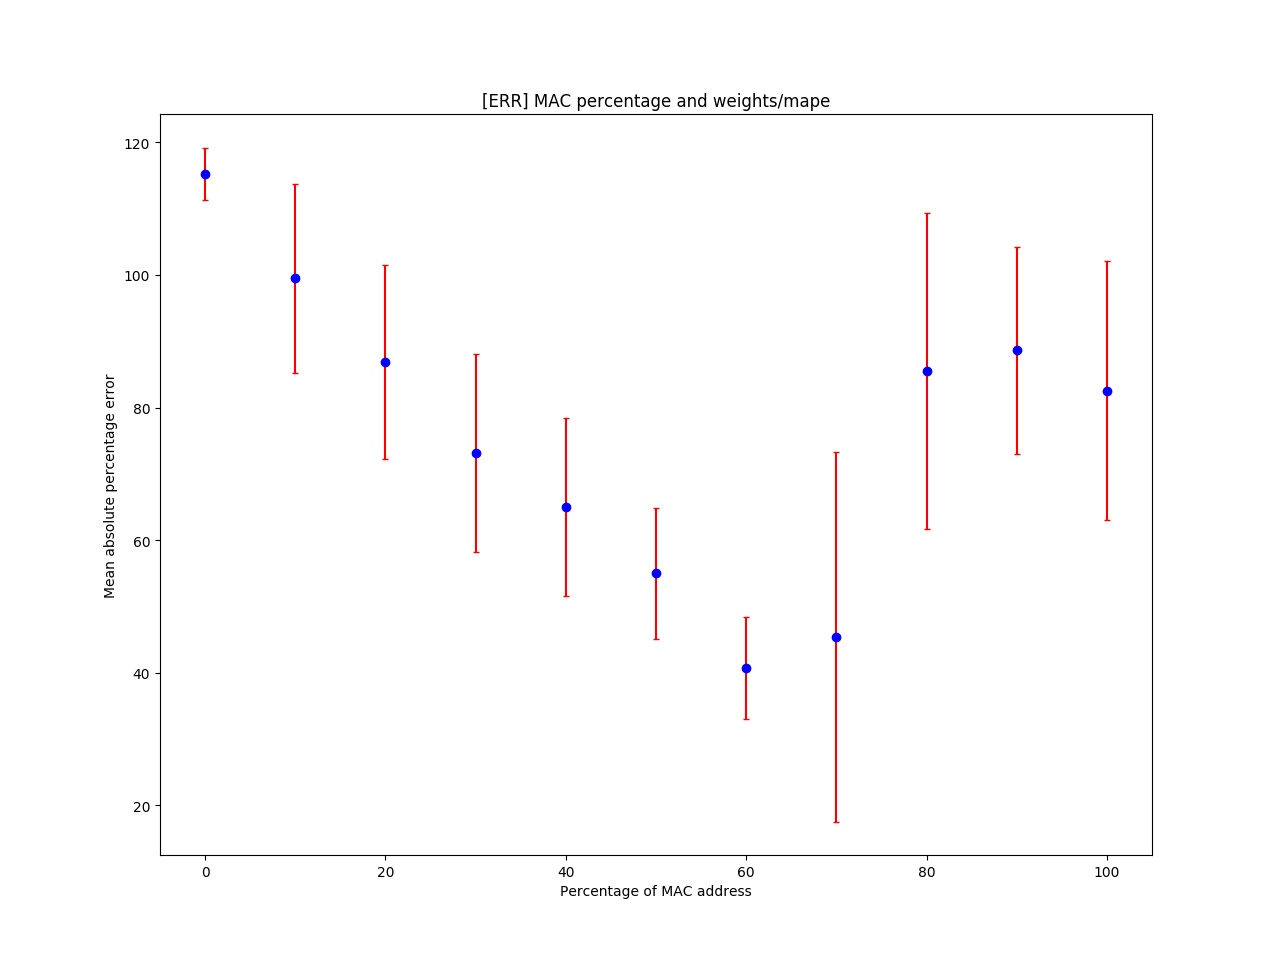 [ERR] MAC percentage and weights/mape
120
100
80
60
40
20
Mean absolute percentage error
0 20 40 60 80 100
Percentage of MAC address